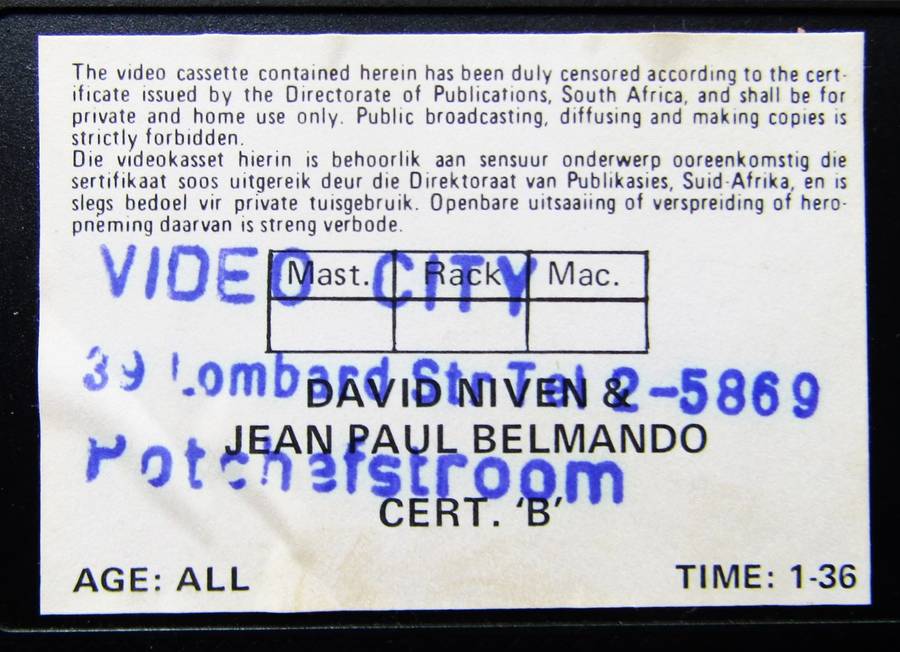 The video cassette contained herein has been duly censored according to the cert-
ificate issued by the Directorate of Publications, South Africa, and shall be for
private and home use only. Public broadcasting, diffusing and making copies is
strictly forbidden.
Die videokasset hierin is behoorlik aan sensuur onderwerp ooreenkomstig die
sertifikaat soos uitgereik deur die Direktoraat van Publikasies, Suid-Afrika, en is
slegs bedoel vir private tuisgebruik. Openbare uitsaaiing of verspreiding of hero-
pneming daarvan is streng verbode.
VIDEO CITY
Mast. Rack Mac.
39 Lombard Str Tel 2-5869
DAVID NIVEN &
JEAN PAUL BELMANDO
Potchefstroom
CERT. 'B'
AGE: ALL TIME: 1-36